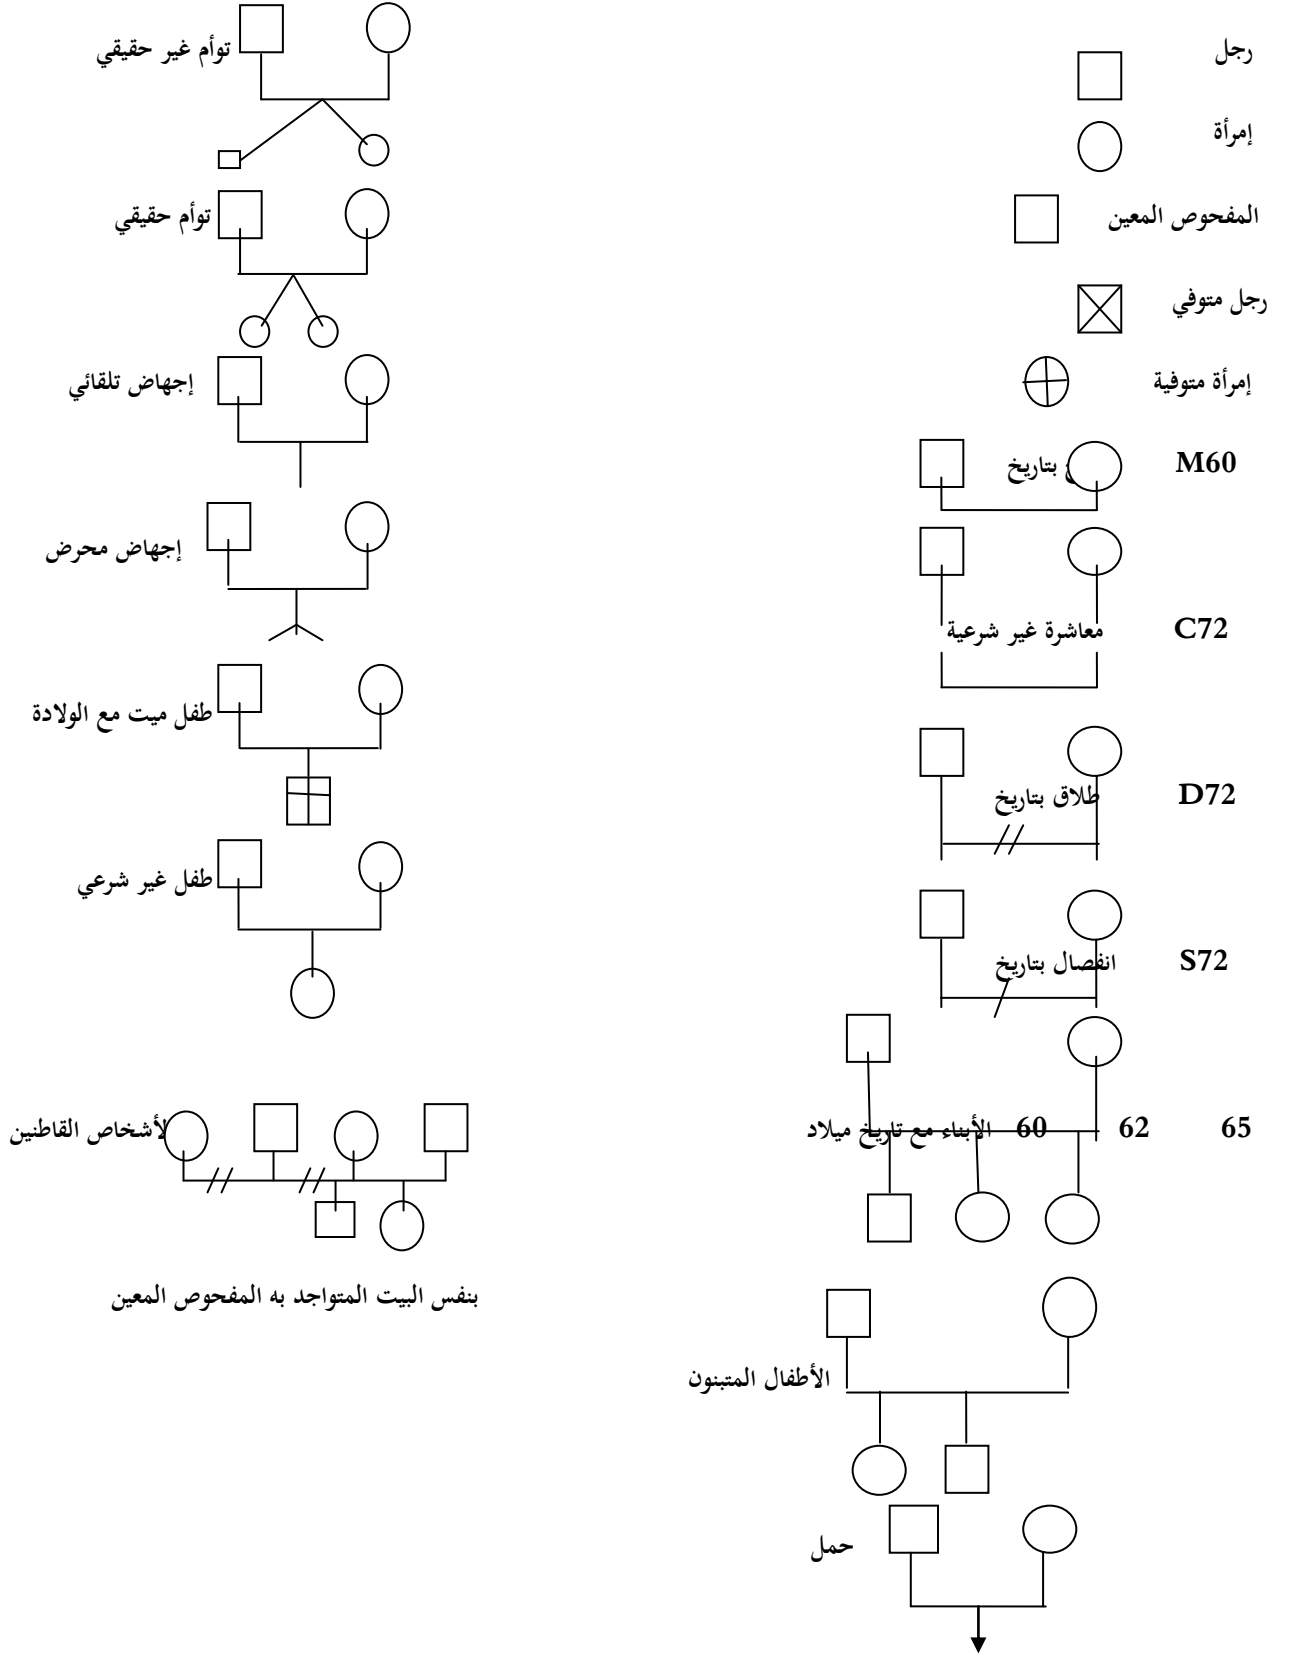 رجل
إمرأة
المفحوص المعين
رجل متوفي
إمرأة متوفية
M60 بتاريخ
C72 معاشرة غير شرعية
D72 طلاق بتاريخ
S72 انفصال بتاريخ
الأبناء مع تاريخ ميلاد 60 62 65
الأطفال المتبنون
حمل
توأم غير حقيقي
توأم حقيقي
إجهاض تلقائي
إجهاض محرض
طفل ميت مع الولادة
طفل غير شرعي
لأشخاص القاطنين
بنفس البيت المتواجد به المفحوص المعين